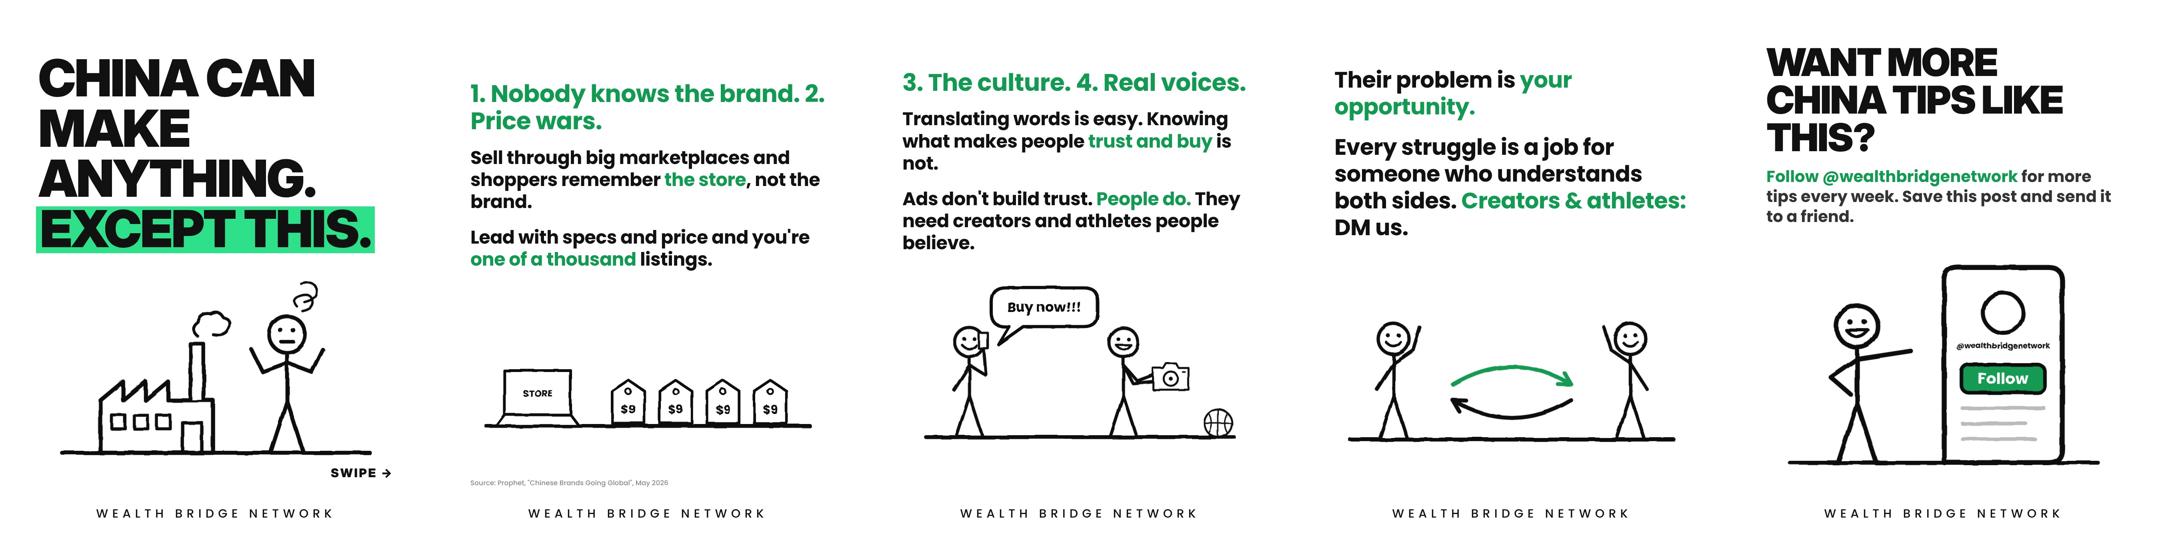 CHINA CAN
MAKE
ANYTHING.
EXCEPT THIS.
SWIPE →
WEALTH BRIDGE NETWORK
1. Nobody knows the brand. 2.
Price wars.
Sell through big marketplaces and
shoppers remember the store, not the
brand.
Lead with specs and price and you're
one of a thousand listings.
STORE
$9
$9
$9
$9
Source: Prophet, "Chinese Brands Going Global", May 2026
WEALTH BRIDGE NETWORK
3. The culture. 4. Real voices.
Translating words is easy. Knowing
what makes people trust and buy is
not.
Ads don't build trust. People do. They
need creators and athletes people
believe.
Buy now!!!
WEALTH BRIDGE NETWORK
Their problem is your
opportunity.
Every struggle is a job for
someone who understands
both sides. Creators & athletes:
DM us.
WEALTH BRIDGE NETWORK
WANT MORE
CHINA TIPS LIKE
THIS?
Follow @wealthbridgenetwork for more
tips every week. Save this post and send it
to a friend.
@wealthbridgenetwork
Follow
WEALTH BRIDGE NETWORK